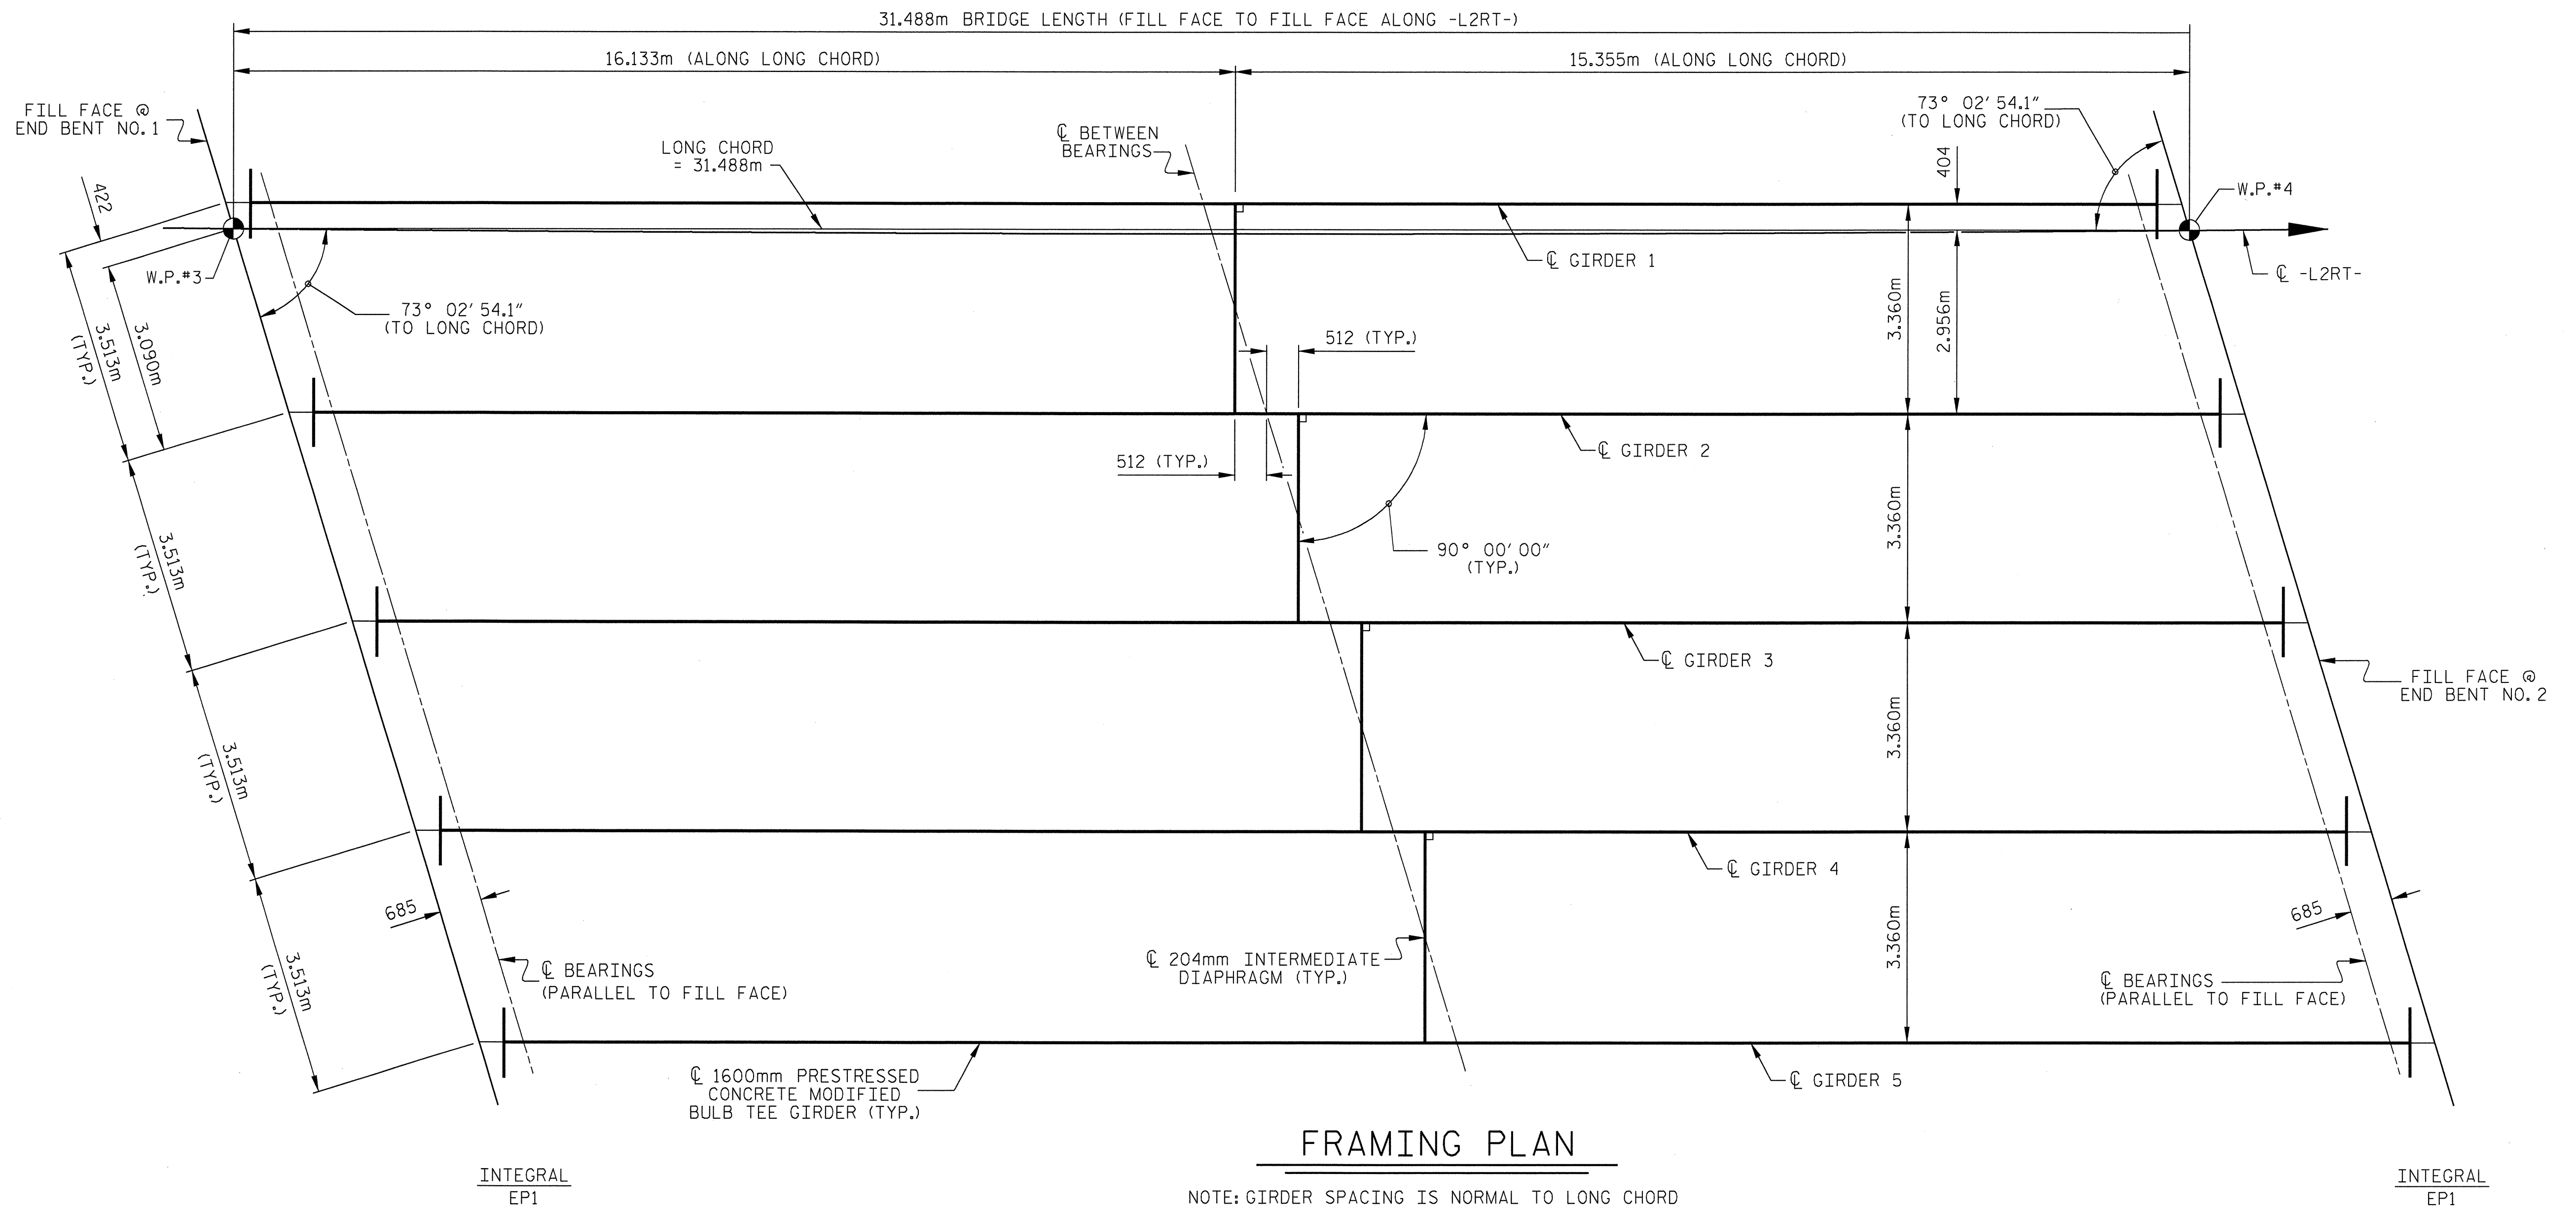 31.488m BRIDGE LENGTH (FILL FACE TO FILL FACE ALONG -L2RT-)
16.133m (ALONG LONG CHORD)
15.355m (ALONG LONG CHORD)
FILL FACE @
END BENT NO. 1
LONG CHORD
= 31.488m
℄ BETWEEN
BEARINGS
73° 02' 54.1"
(TO LONG CHORD)
404
W.P.#4
422
W.P.#3
℄ GIRDER 1
℄ -L2RT-
73° 02' 54.1"
(TO LONG CHORD)
3.513m
(TYP.)
3.090m
512 (TYP.)
3.360m
2.956m
512 (TYP.)
℄ GIRDER 2
3.513m
(TYP.)
90° 00' 00"
(TYP.)
3.360m
℄ GIRDER 3
FILL FACE @
END BENT NO. 2
3.513m
(TYP.)
3.360m
℄ GIRDER 4
685
685
3.513m
(TYP.)
℄ BEARINGS
(PARALLEL TO FILL FACE)
℄ 204mm INTERMEDIATE
DIAPHRAGM (TYP.)
3.360m
℄ BEARINGS
(PARALLEL TO FILL FACE)
℄ 1600mm PRESTRESSED
CONCRETE MODIFIED
BULB TEE GIRDER (TYP.)
℄ GIRDER 5
FRAMING PLAN
NOTE: GIRDER SPACING IS NORMAL TO LONG CHORD
INTEGRAL
EP1
INTEGRAL
EP1